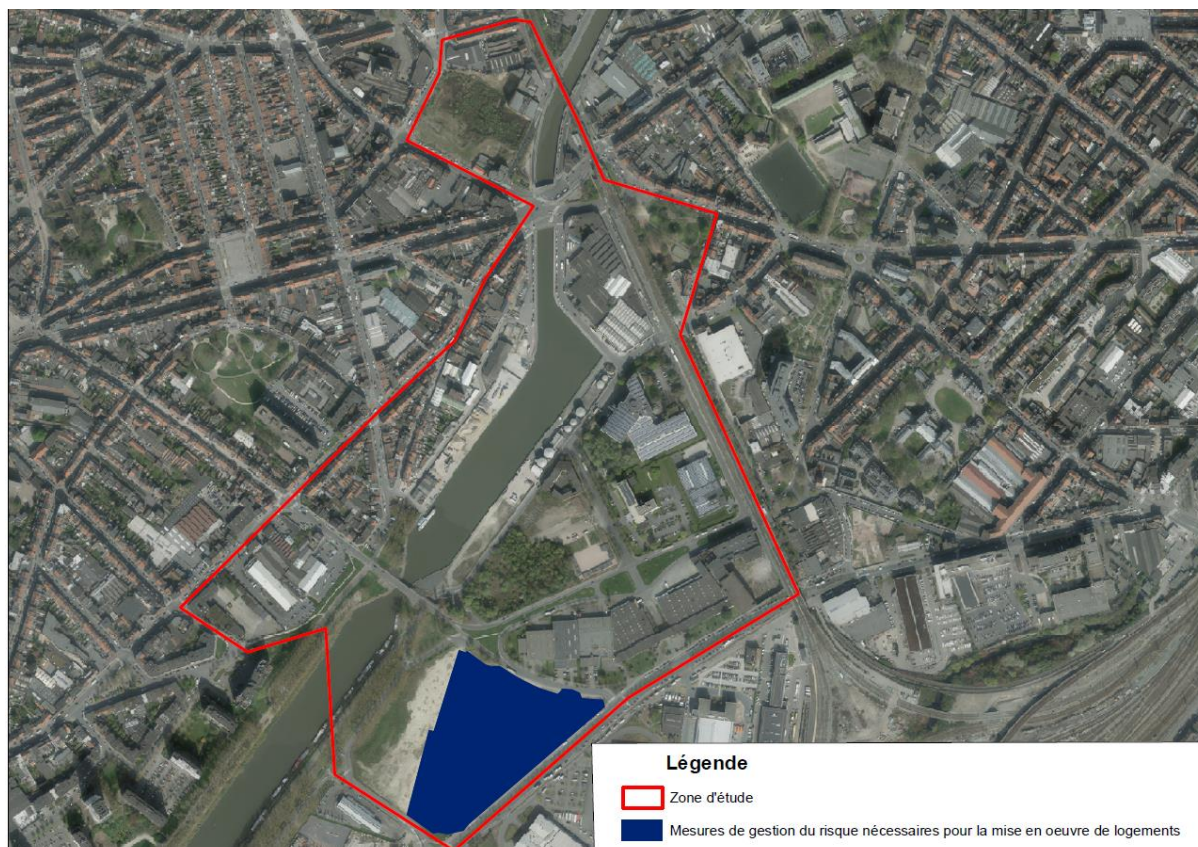 Légende
Zone d'étude
Mesures de gestion du risque nécessaires pour la mise en oeuvre de logements